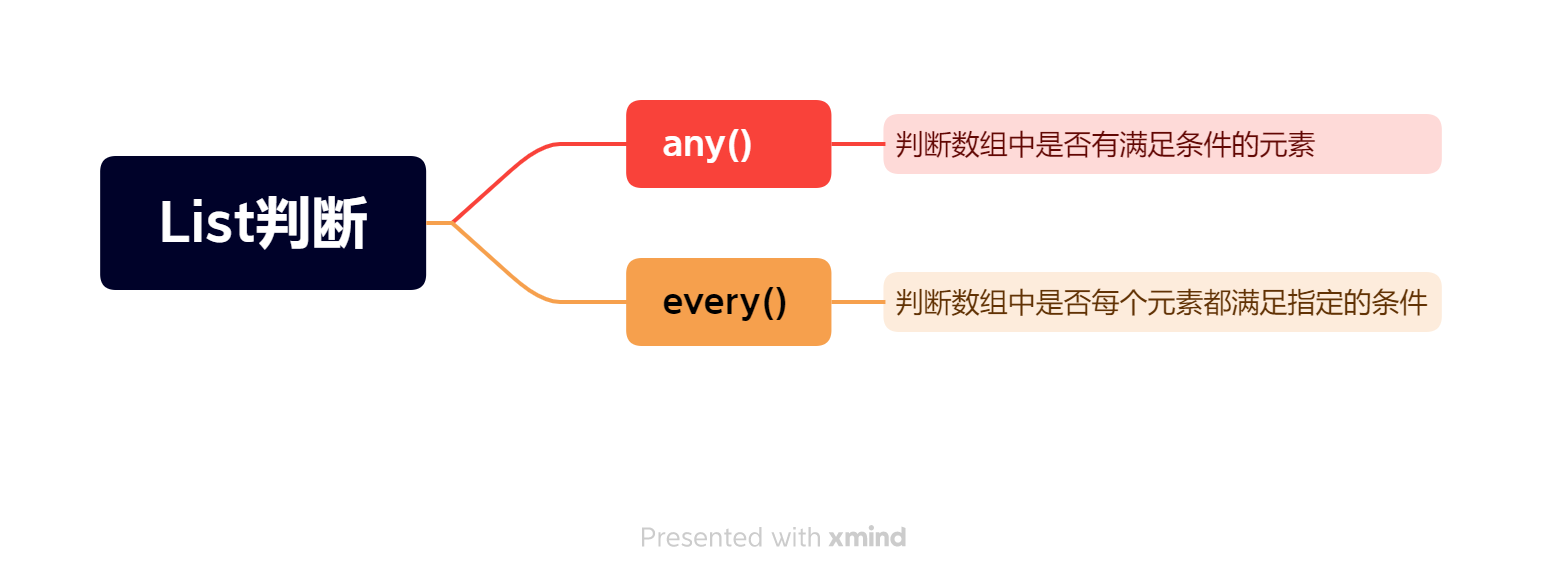 List判断
any()
判断数组中是否有满足条件的元素
every()
判断数组中是否每个元素都满足指定的条件
Presented with xmind